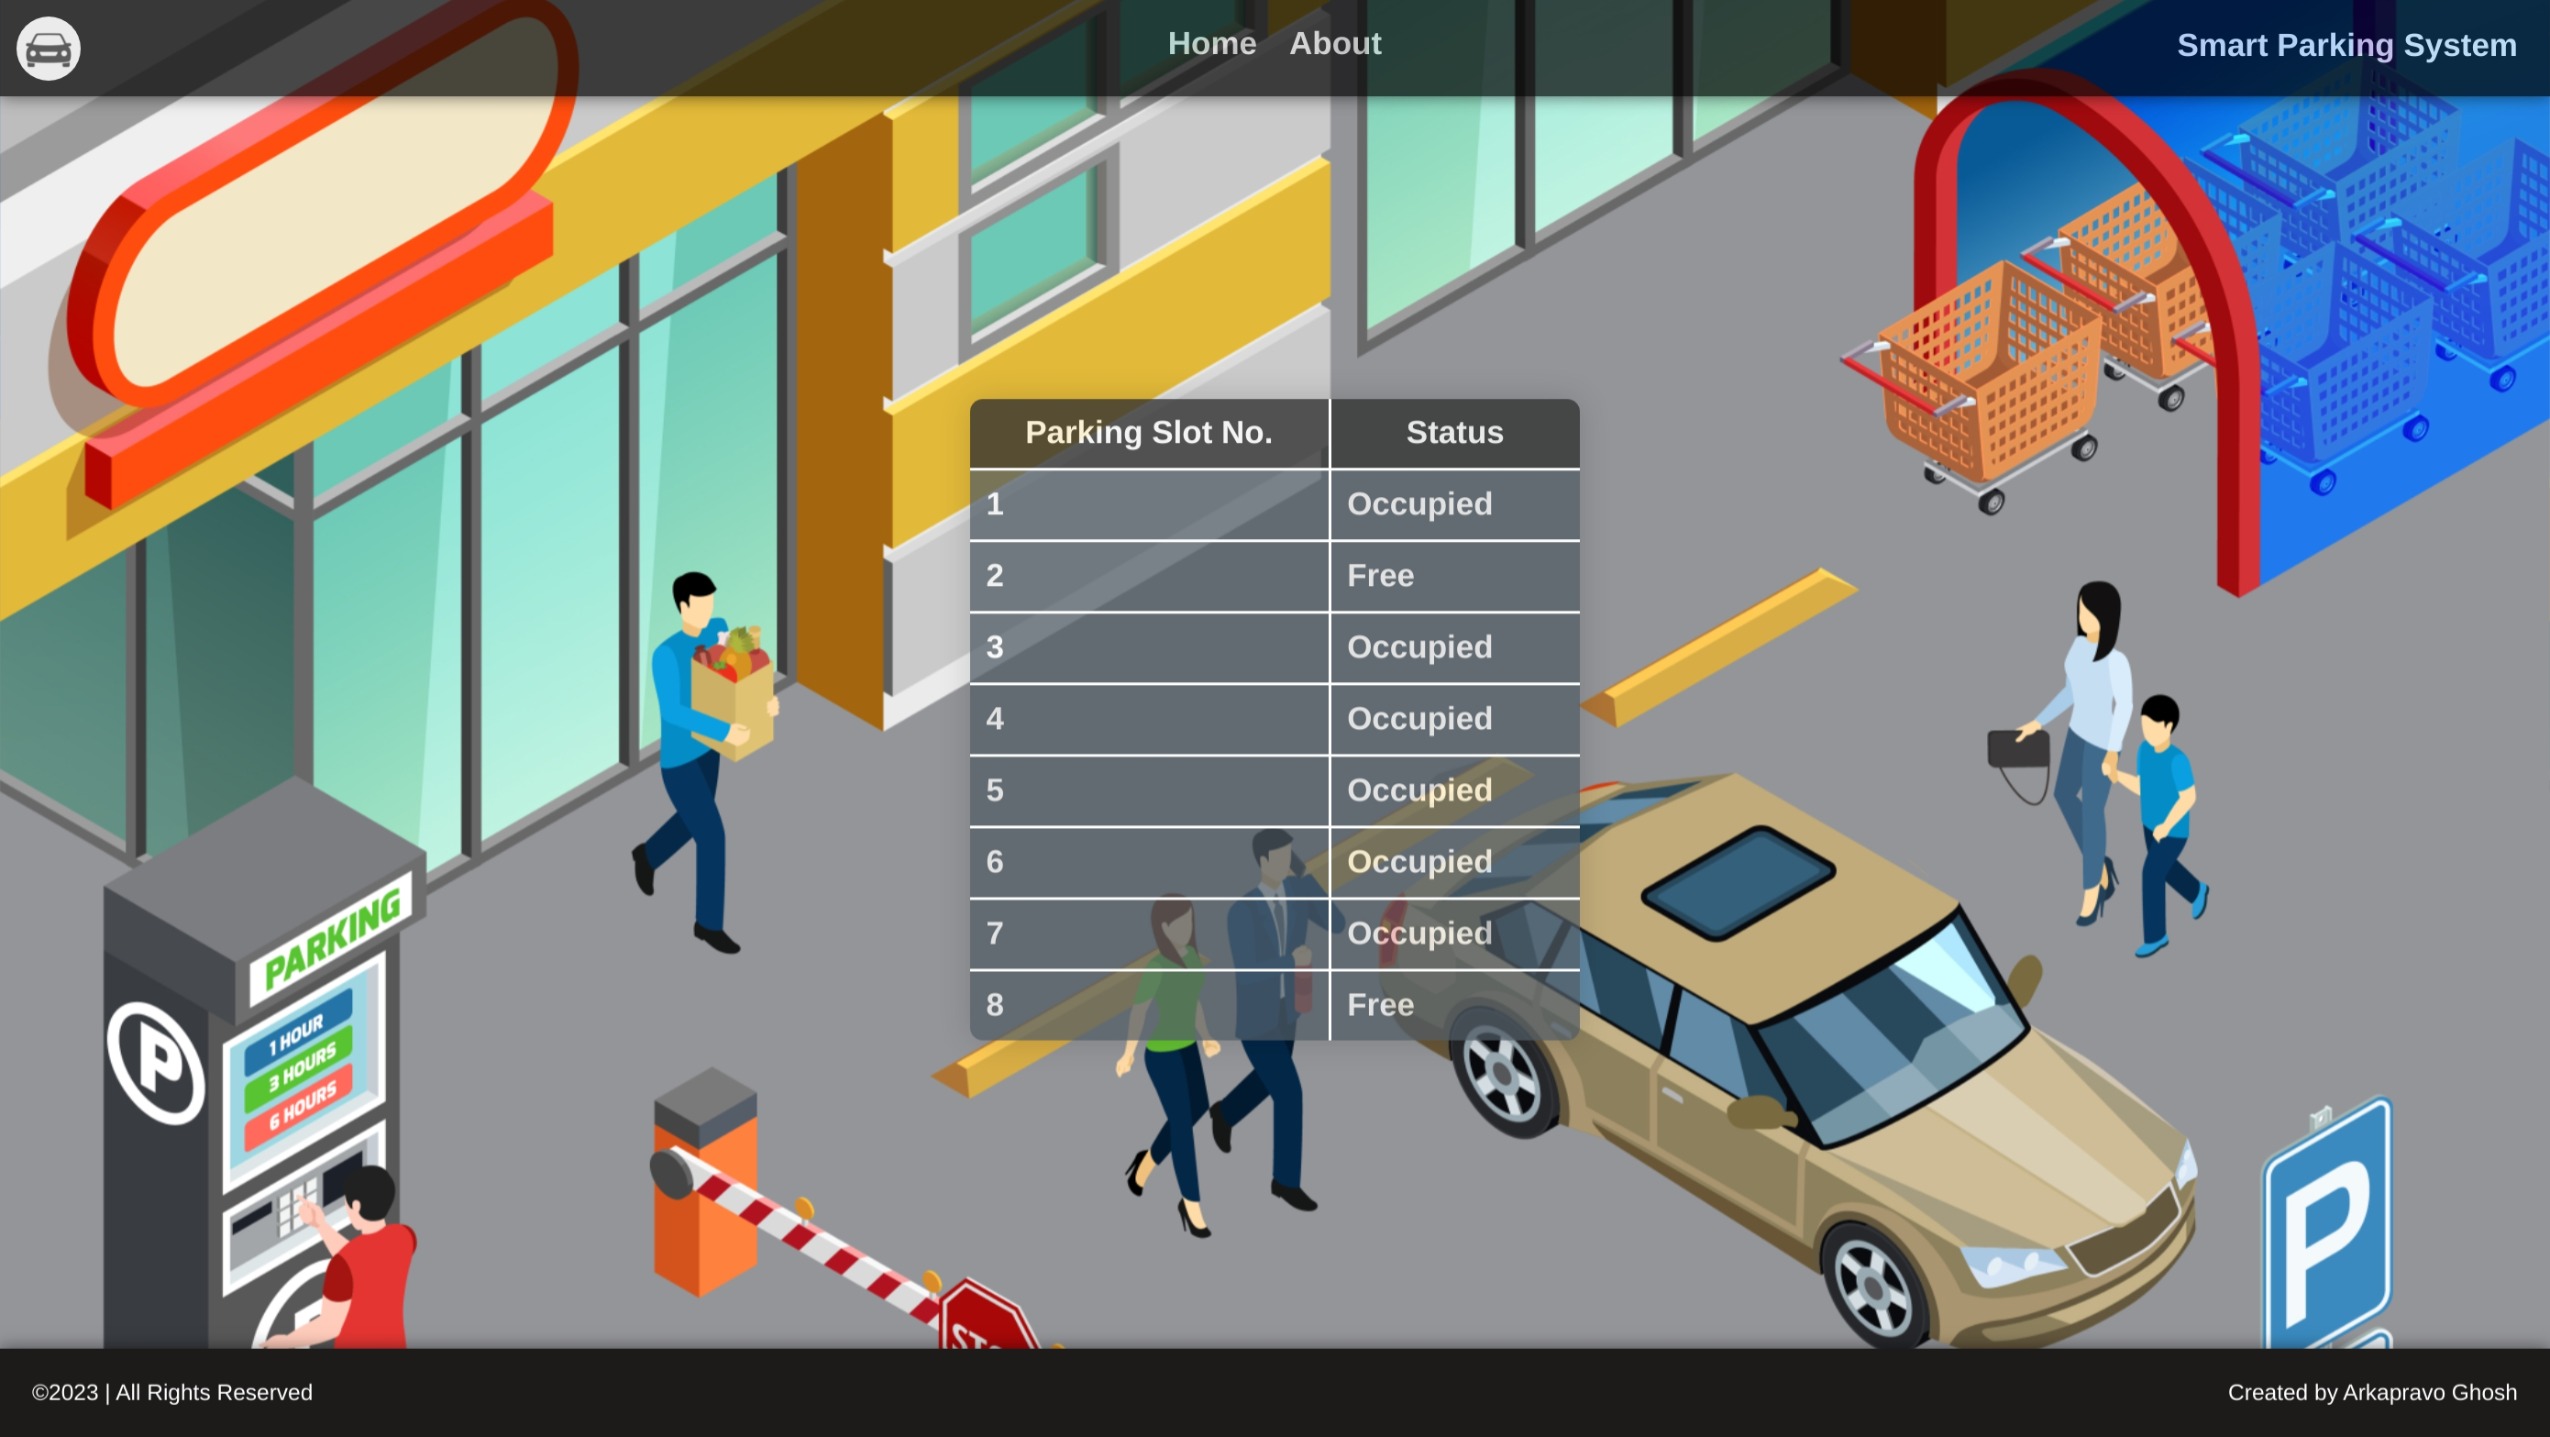 Home About
Smart Parking System
Parking Slot No. Status
1 Occupied
2 Free
3 Occupied
4 Occupied
5 Occupied
6 Occupied
7 Occupied
8 Free
PARKING
P
1 HOUR
3 HOURS
6 HOURS
P
©2023 | All Rights Reserved
Created by Arkapravo Ghosh